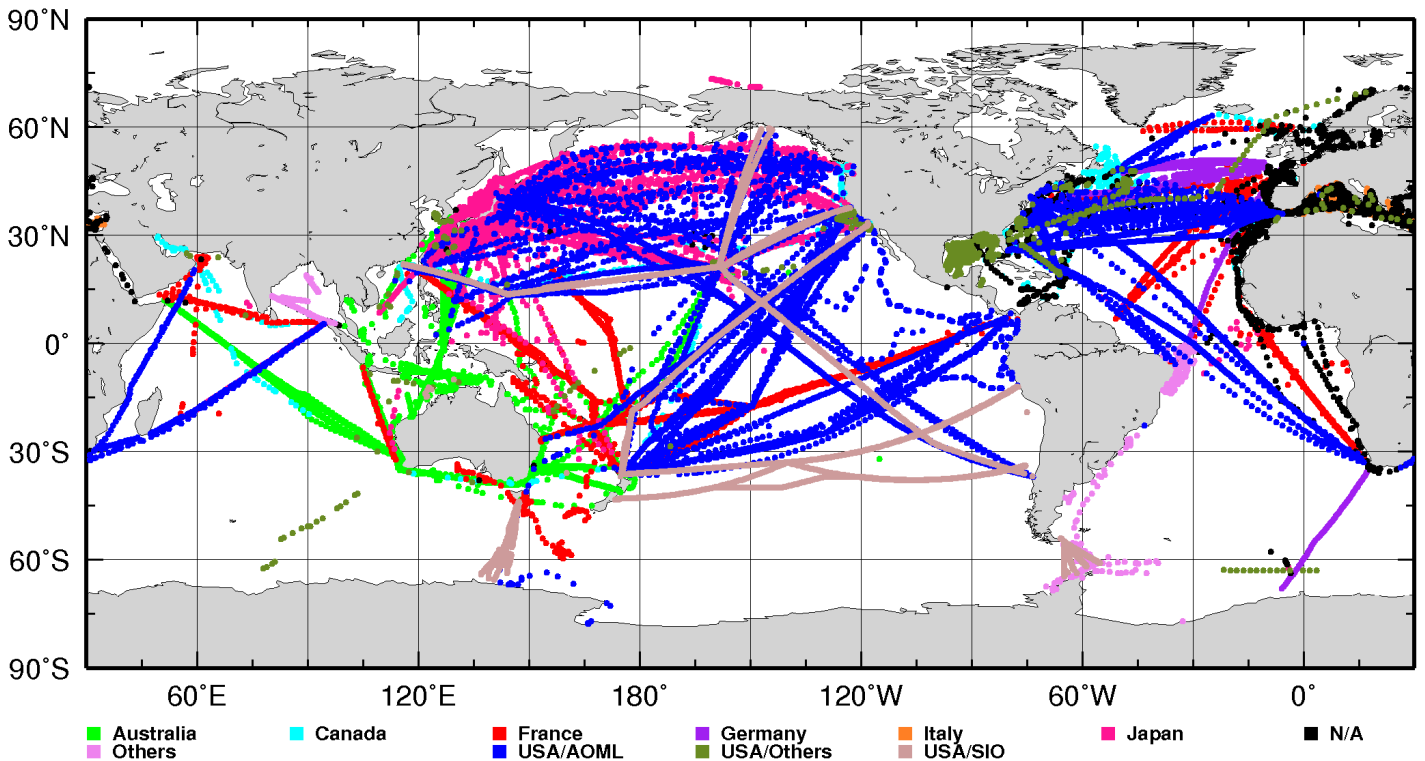 90˚N
60˚N
30˚N
0˚
30˚S
60˚S
90˚S
60˚E 120˚E 180˚ 120˚W 60˚W 0˚
Australia Canada France Germany Italy Japan N/A
Others USA/AOML USA/Others USA/SIO